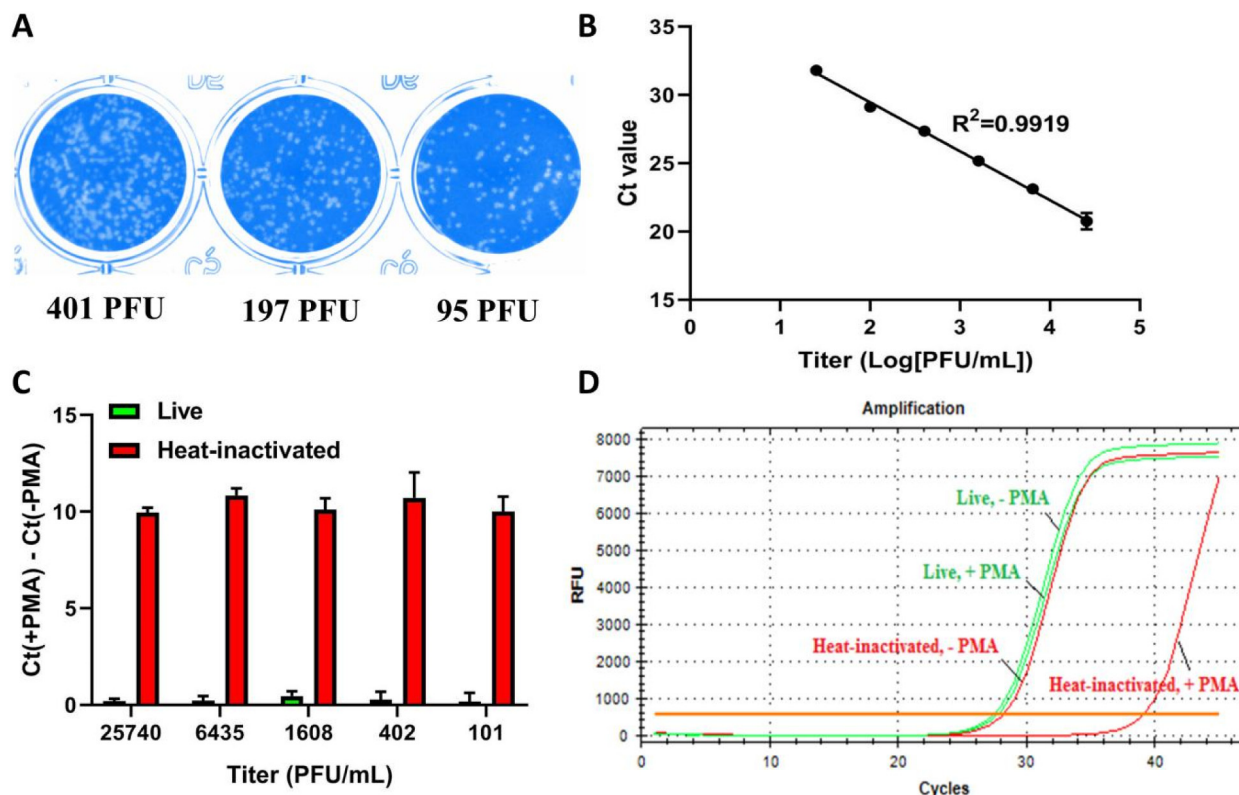 A
401 PFU
197 PFU
95 PFU
B
35
30
25
20
15
Ct value
R²=0.9919
0
1
2
3
4
5
Titer (Log[PFU/mL])
C
Live
Heat-inactivated
15
10
5
0
Ct(+PMA) - Ct(-PMA)
25740
6435
1608
402
101
Titer (PFU/mL)
D
Amplification
8000
7000
6000
5000
4000
3000
2000
1000
0
RFU
Live, - PMA
Live, + PMA
Heat-inactivated, - PMA
Heat-inactivated, + PMA
0
10
20
30
40
Cycles